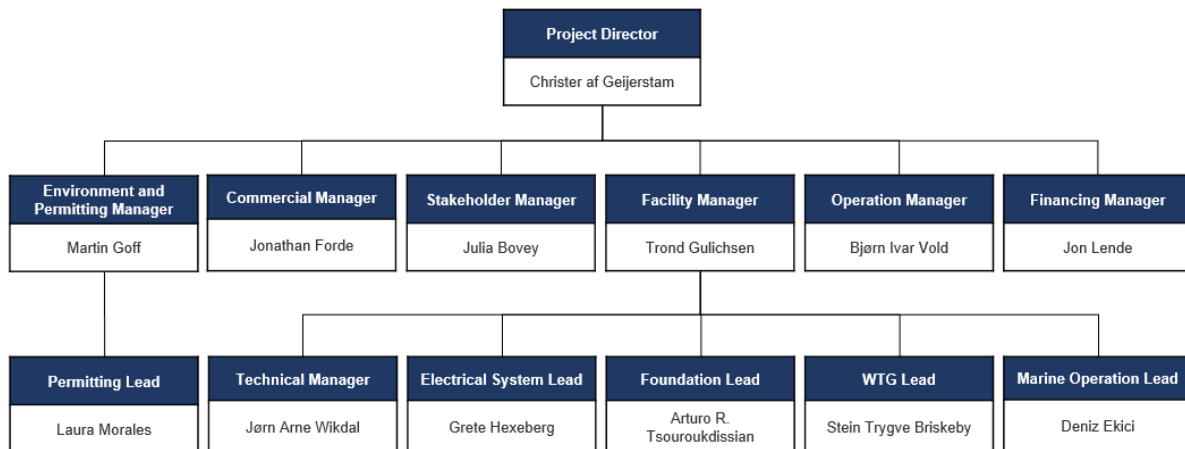 Project Director
Christer af Geijerstam
Environment and
Permitting Manager
Martin Goff
Commercial Manager
Jonathan Forde
Stakeholder Manager
Julia Bovey
Facility Manager
Trond Gulichsen
Operation Manager
Bjørn Ivar Vold
Financing Manager
Jon Lende
Permitting Lead
Laura Morales
Technical Manager
Jørn Arne Wikdal
Electrical System Lead
Grete Hexeberg
Foundation Lead
Arturo R.
Tsouroukdissian
WTG Lead
Stein Trygve Briskeby
Marine Operation Lead
Deniz Ekici